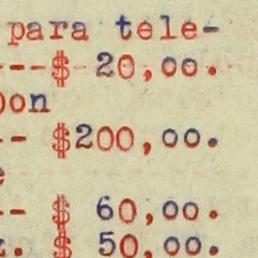 para tele-
---$ 20,oo.
on
-- $200,oo.
-- $ 60,oo.
. $ 50,oo.